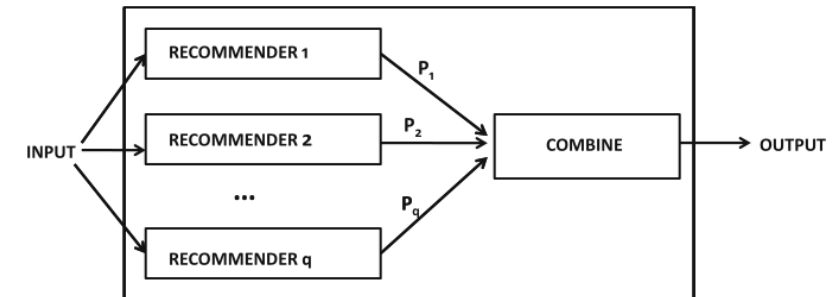 RECOMMENDER 1
P1
RECOMMENDER 2
P2
INPUT
COMBINE
OUTPUT
...
Pq
RECOMMENDER q